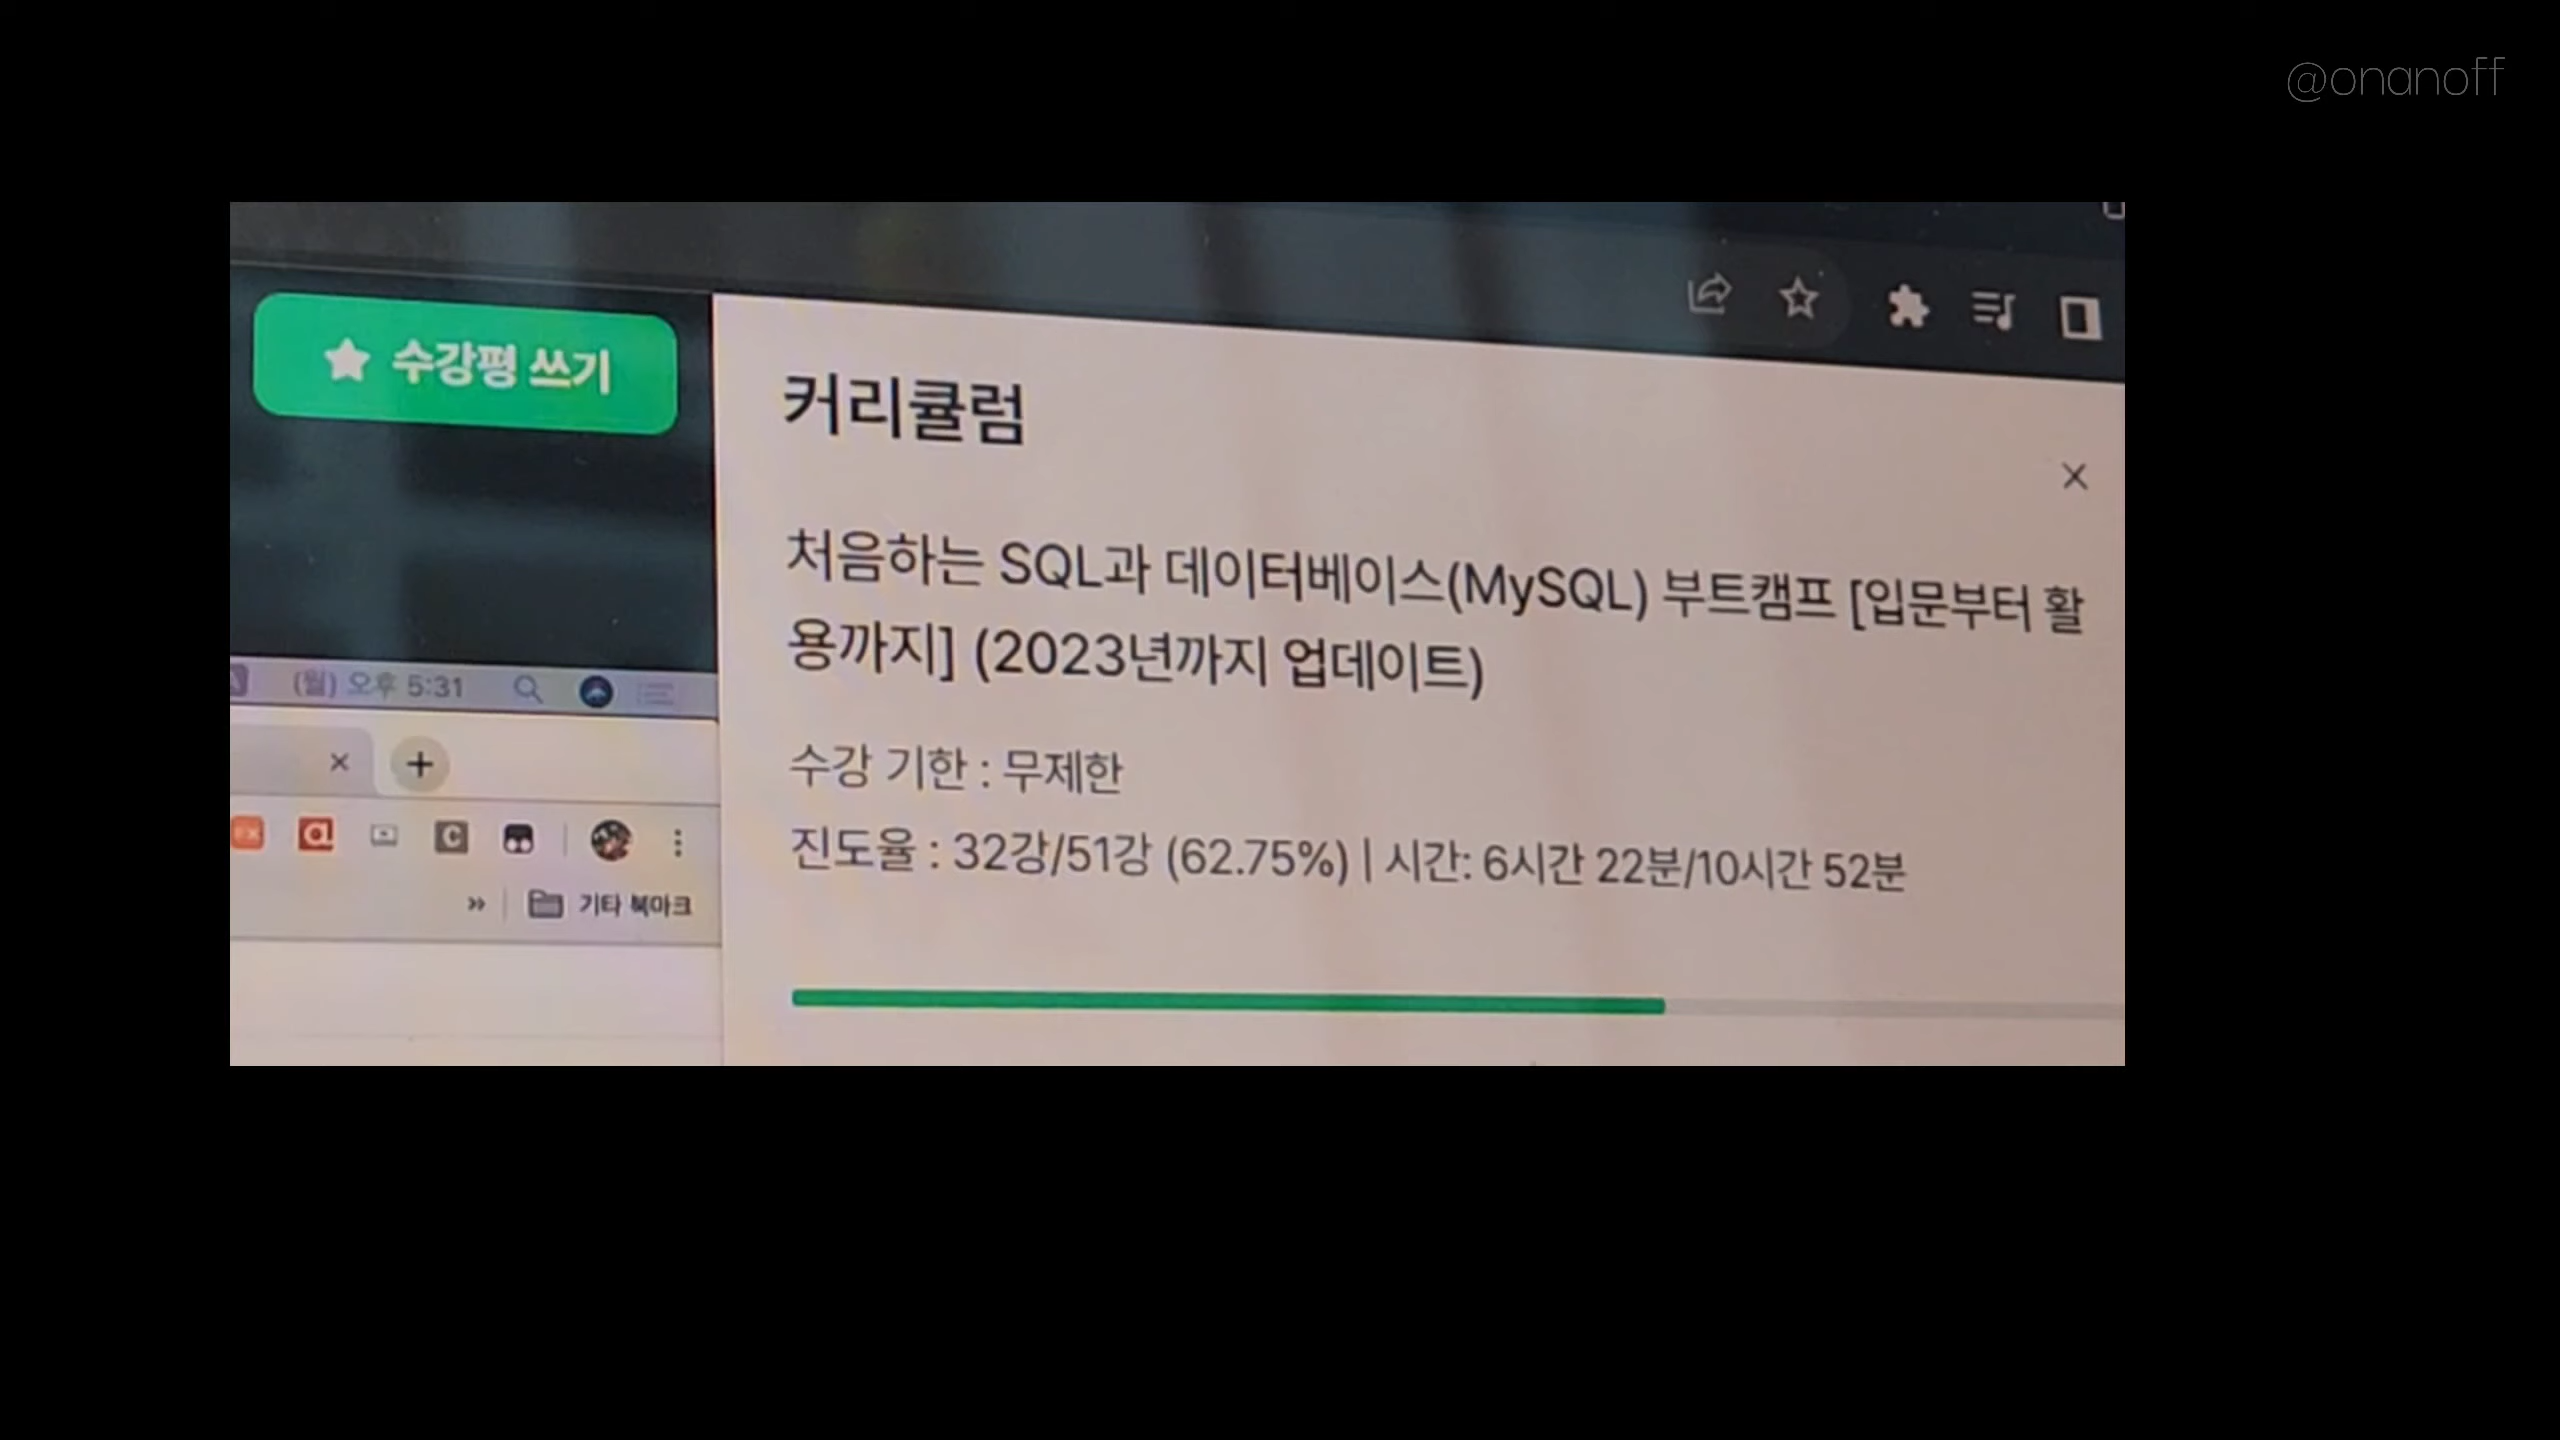 @onanoff
수강평 쓰기
커리큘럼
처음하는 SQL과 데이터베이스(MySQL) 부트캠프 [입문부터 활
용까지] (2023년까지 업데이트)
수강 기한 : 무제한
진도율 : 32강/51강 (62.75%) | 시간: 6시간 22분/10시간 52분
(월) 오후 5:31
기타 북마크